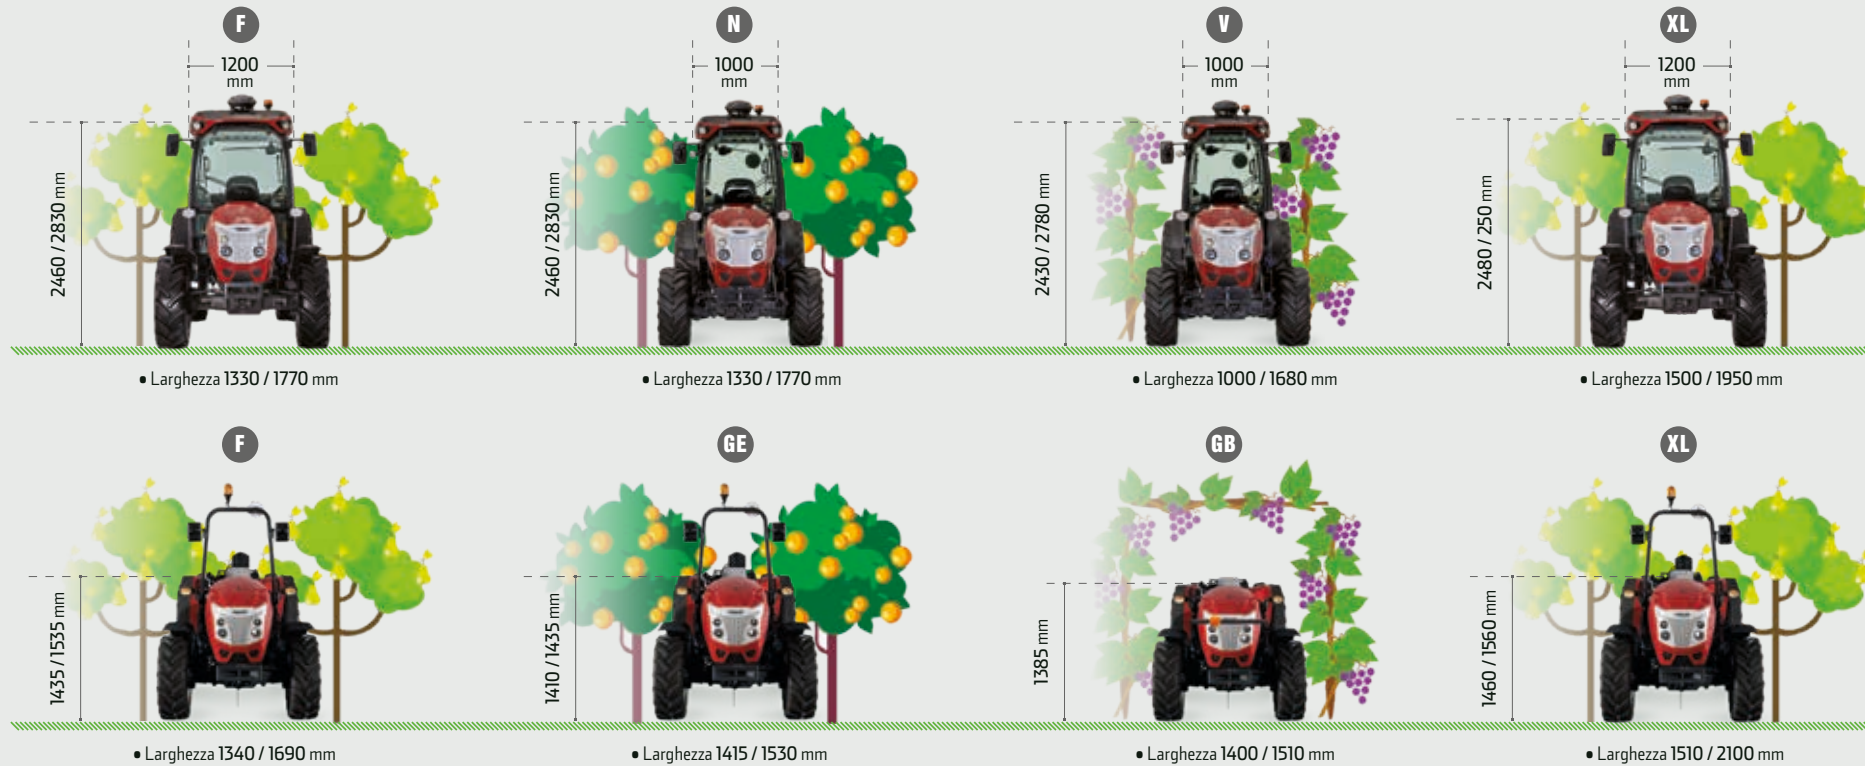 F
N
V
XL
1200
mm
1000
mm
1000
mm
1200
mm
2460 / 2830 mm
2460 / 2830 mm
2430 / 2780 mm
2480 / 250 mm
• Larghezza 1330 / 1770 mm
• Larghezza 1330 / 1770 mm
• Larghezza 1000 / 1680 mm
• Larghezza 1500 / 1950 mm
F
GE
GB
XL
1435 / 1535 mm
1410 / 1435 mm
1385 mm
1460 / 1560 mm
• Larghezza 1340 / 1690 mm
• Larghezza 1415 / 1530 mm
• Larghezza 1400 / 1510 mm
• Larghezza 1510 / 2100 mm